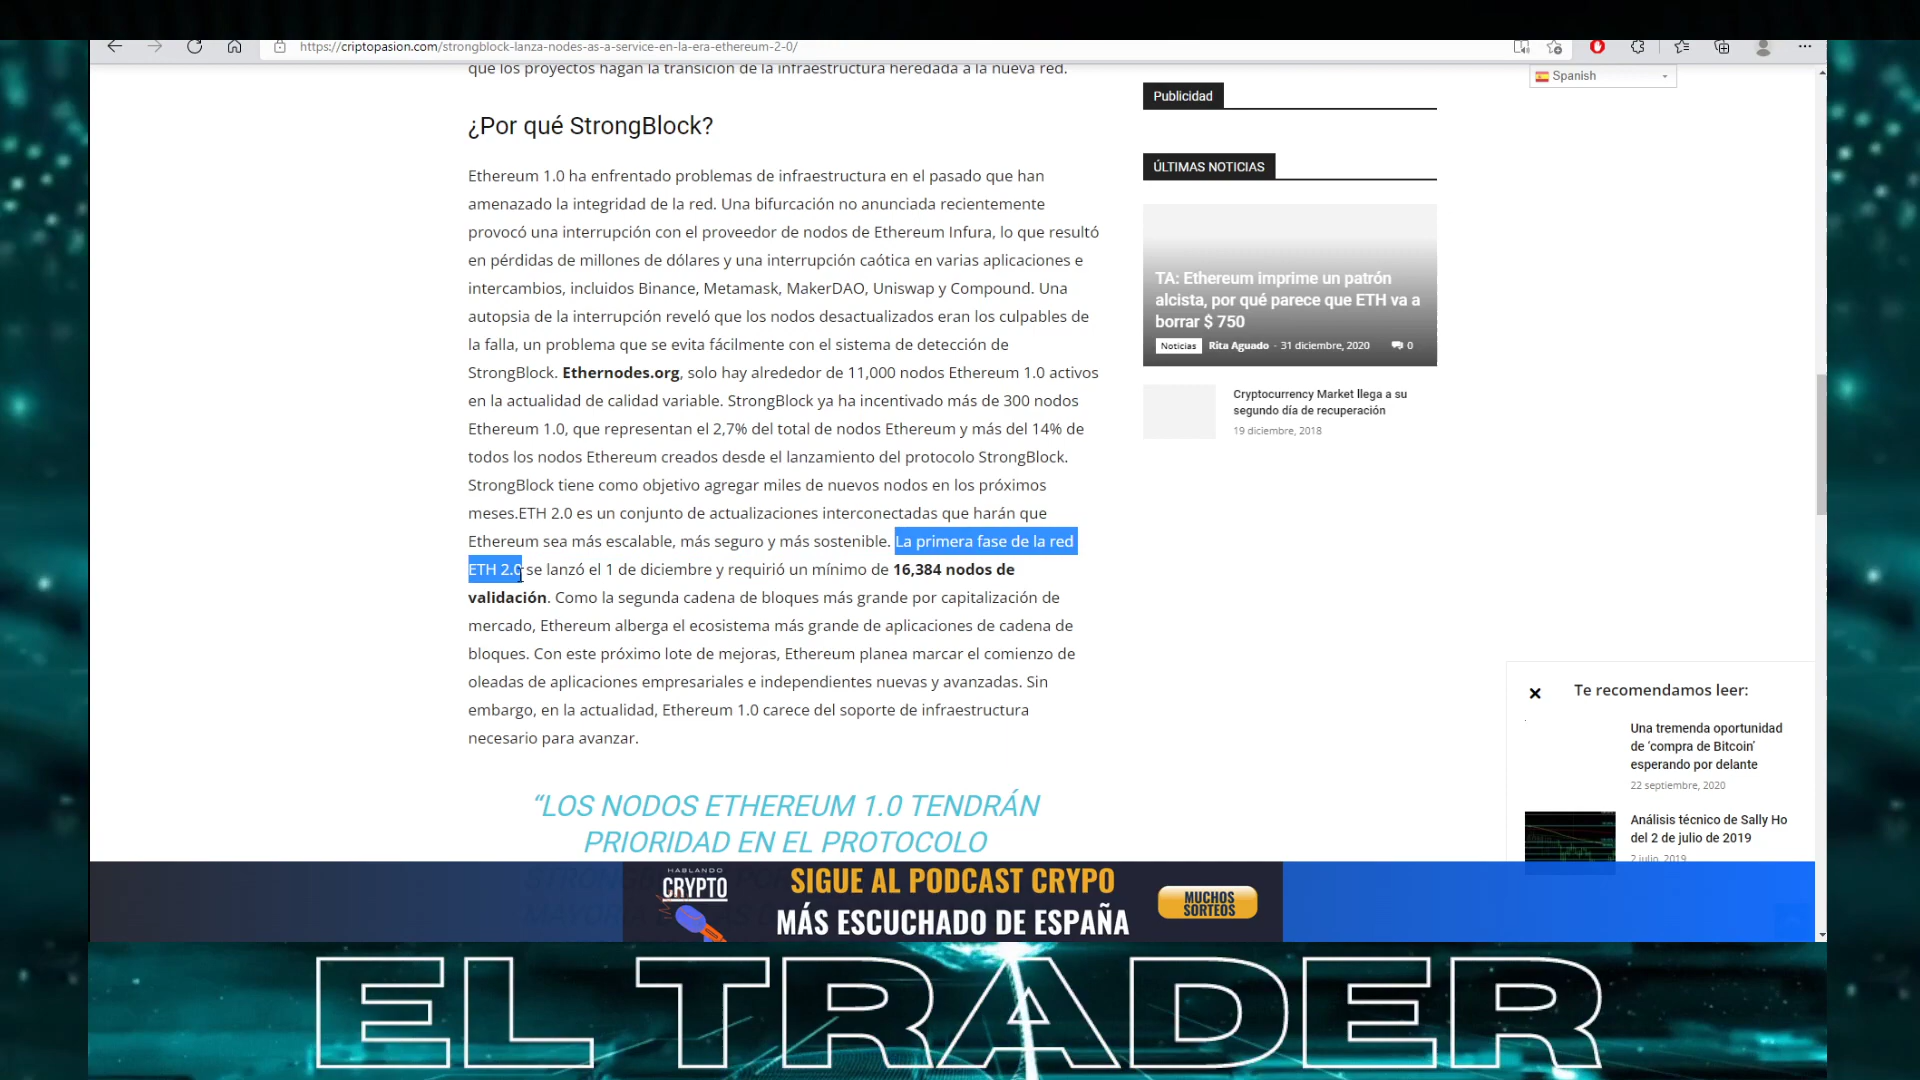 https://criptopasion.com/strongblock-lanza-nodes-as-a-service-en-la-era-ethereum-2-0/
que los proyectos hagan la transición de la infraestructura heredada a la nueva red.
¿Por qué StrongBlock?
Ethereum 1.0 ha enfrentado problemas de infraestructura en el pasado que han
amenazado la integridad de la red. Una bifurcación no anunciada recientemente
provocó una interrupción con el proveedor de nodos de Ethereum Infura, lo que resultó
en pérdidas de millones de dólares y una interrupción caótica en varias aplicaciones e
intercambios, incluidos Binance, Metamask, MakerDAO, Uniswap y Compound. Una
autopsia de la interrupción reveló que los nodos desactualizados eran los culpables de
la falla, un problema que se evita fácilmente con el sistema de detección de
StrongBlock. Ethernodes.org, solo hay alrededor de 11,000 nodos Ethereum 1.0 activos
en la actualidad de calidad variable. StrongBlock ya ha incentivado más de 300 nodos
Ethereum 1.0, que representan el 2,7% del total de nodos Ethereum y más del 14% de
todos los nodos Ethereum creados desde el lanzamiento del protocolo StrongBlock.
StrongBlock tiene como objetivo agregar miles de nuevos nodos en los próximos
meses.ETH 2.0 es un conjunto de actualizaciones interconectadas que harán que
Ethereum sea más escalable, más seguro y más sostenible. La primera fase de la red
ETH 2.0 se lanzó el 1 de diciembre y requirió un mínimo de 16,384 nodos de
validación. Como la segunda cadena de bloques más grande por capitalización de
mercado, Ethereum alberga el ecosistema más grande de aplicaciones de cadena de
bloques. Con este próximo lote de mejoras, Ethereum planea marcar el comienzo de
oleadas de aplicaciones empresariales e independientes nuevas y avanzadas. Sin
embargo, en la actualidad, Ethereum 1.0 carece del soporte de infraestructura
necesario para avanzar.
“LOS NODOS ETHEREUM 1.0 TENDRÁN
PRIORIDAD EN EL PROTOCOLO
Spanish
Publicidad
ÚLTIMAS NOTICIAS
TA: Ethereum imprime un patrón
alcista, por qué parece que ETH va a
borrar $ 750
Noticias Rita Aguado - 31 diciembre, 2020 0
Cryptocurrency Market llega a su
segundo día de recuperación
19 diciembre, 2018
Te recomendamos leer:
Una tremenda oportunidad
de 'compra de Bitcoin'
esperando por delante
22 septiembre, 2020
Análisis técnico de Sally Ho
del 2 de julio de 2019
2 julio, 2019
HABLANDO
CRYPTO
SIGUE AL PODCAST CRYPO
MÁS ESCUCHADO DE ESPAÑA
MUCHOS
SORTEOS
EL TRADER